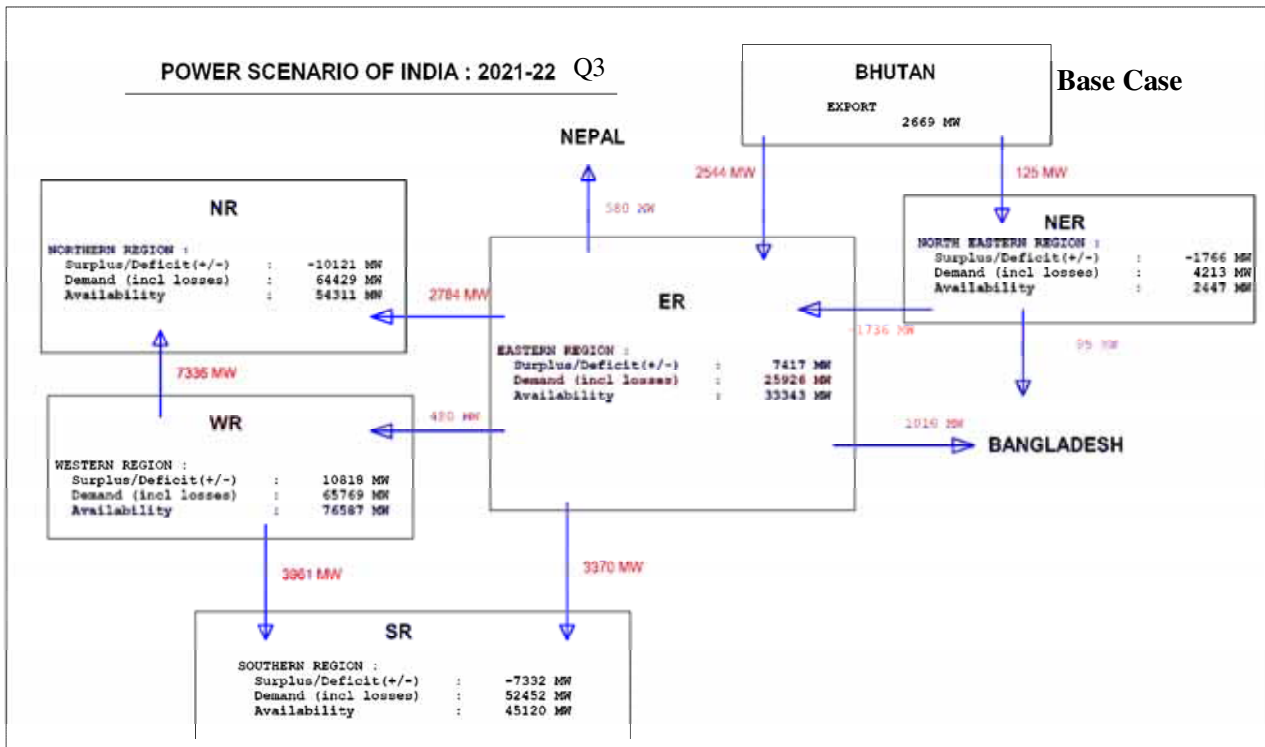 POWER SCENARIO OF INDIA : 2021-22 Q3
BHUTAN
EXPORT
2669 MW
Base Case
NEPAL
2544 MW
125 MW
580 MW
NR
NORTHERN REGION :
Surplus/Deficit(+/-) : -10121 MW
Demand (incl losses) : 64429 MW
Availability : 54311 MW
NER
NORTH EASTERN REGION :
Surplus/Deficit(+/-) : -1766 MW
Demand (incl losses) : 4213 MW
Availability : 2447 MW
2784 MW
ER
EASTERN REGION :
Surplus/Deficit(+/-) : 7417 MW
Demand (incl losses) : 25926 MW
Availability : 33343 MW
-1736 MW
95 MW
7336 MW
WR
WESTERN REGION :
Surplus/Deficit(+/-) : 10818 MW
Demand (incl losses) : 65769 MW
Availability : 76587 MW
MW
1016 MW
BANGLADESH
3961 MW
3370 MW
SR
SOUTHERN REGION :
Surplus/Deficit(+/-) : -7332 MW
Demand (incl losses) : 52452 MW
Availability : 45120 MW